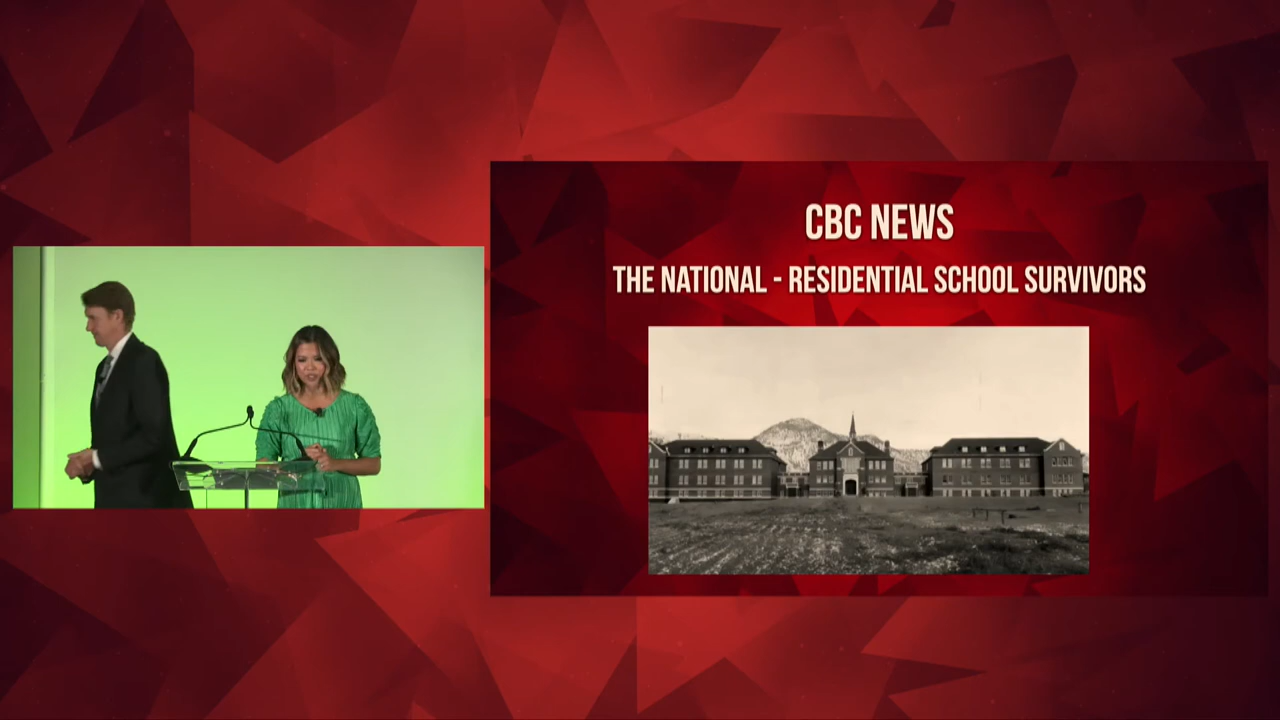 CBC NEWS
THE NATIONAL - RESIDENTIAL SCHOOL SURVIVORS